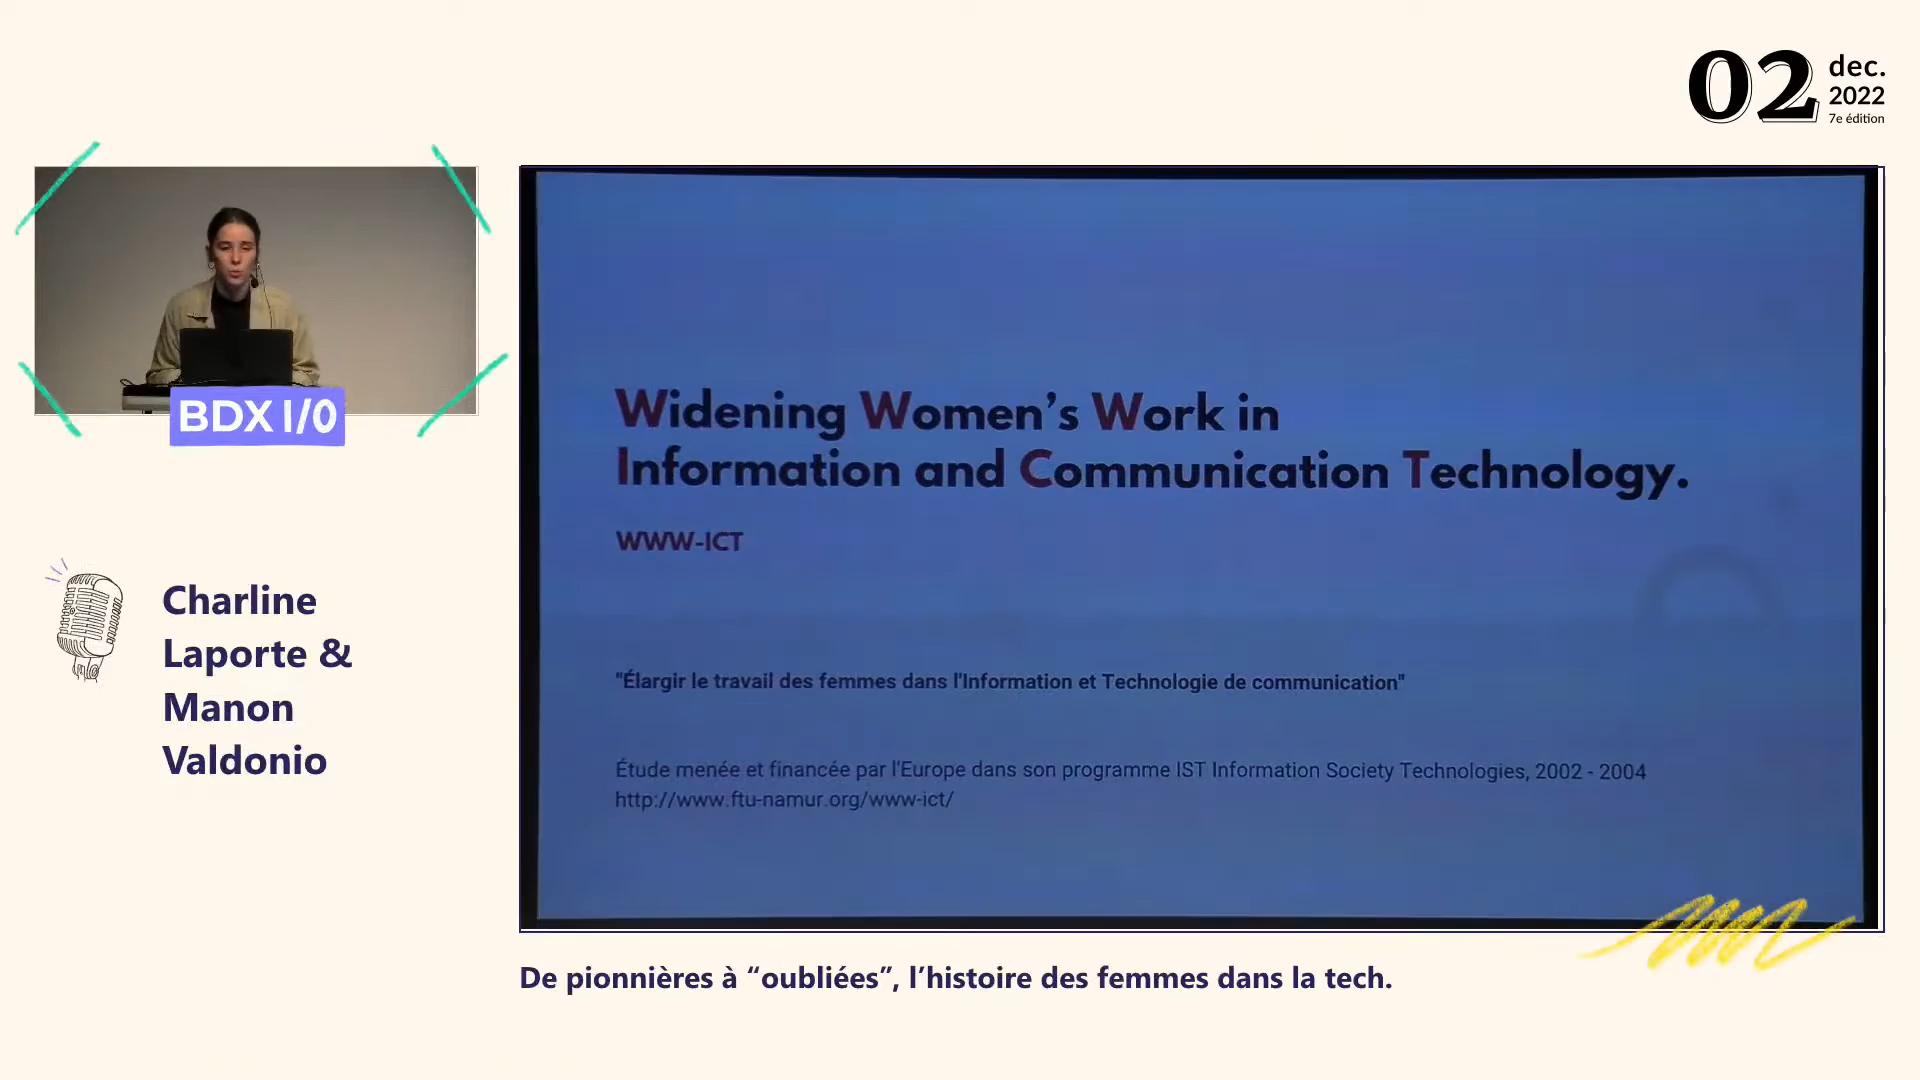 02
dec.
2022
7e édition
BDX I/O
Charline
Laporte &
Manon
Valdonio
Widening Women’s Work in
Information and Communication Technology.
WWW-ICT
"Élargir le travail des femmes dans l'Information et Technologie de communication"
Étude menée et financée par l'Europe dans son programme IST Information Society Technologies, 2002 - 2004
http://www.ftu-namur.org/www-ict/
De pionnières à “oubliées”, l’histoire des femmes dans la tech.